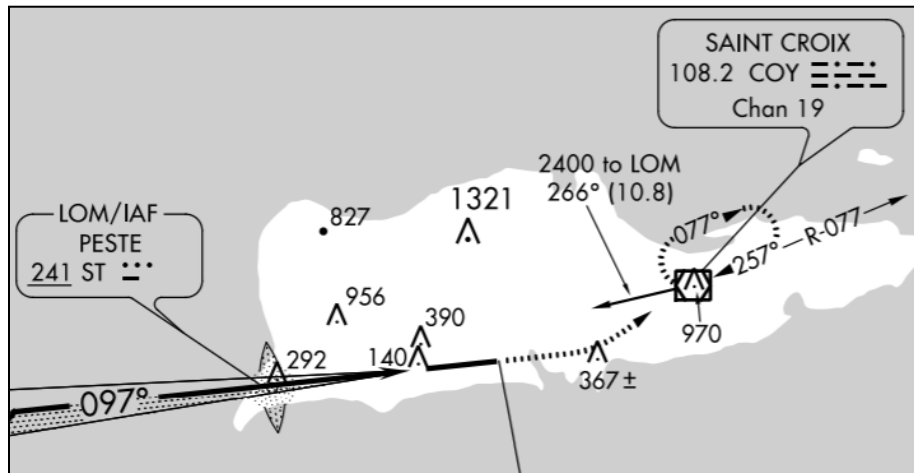 SAINT CROIX
108.2 COY
Chan 19
2400 to LOM
266° (10.8)
LOM/IAF
PESTE
241 ST
827
1321
077°
257°—R-077
956
390
970
292
140
367±
097°